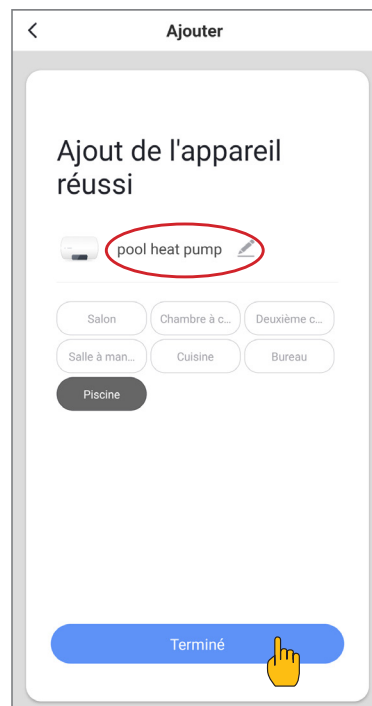 Ajouter
Ajout de l'appareil
réussi
pool heat pump
Salon
Chambre à c...
Deuxième c...
Salle à man...
Cuisine
Bureau
Piscine
Terminé